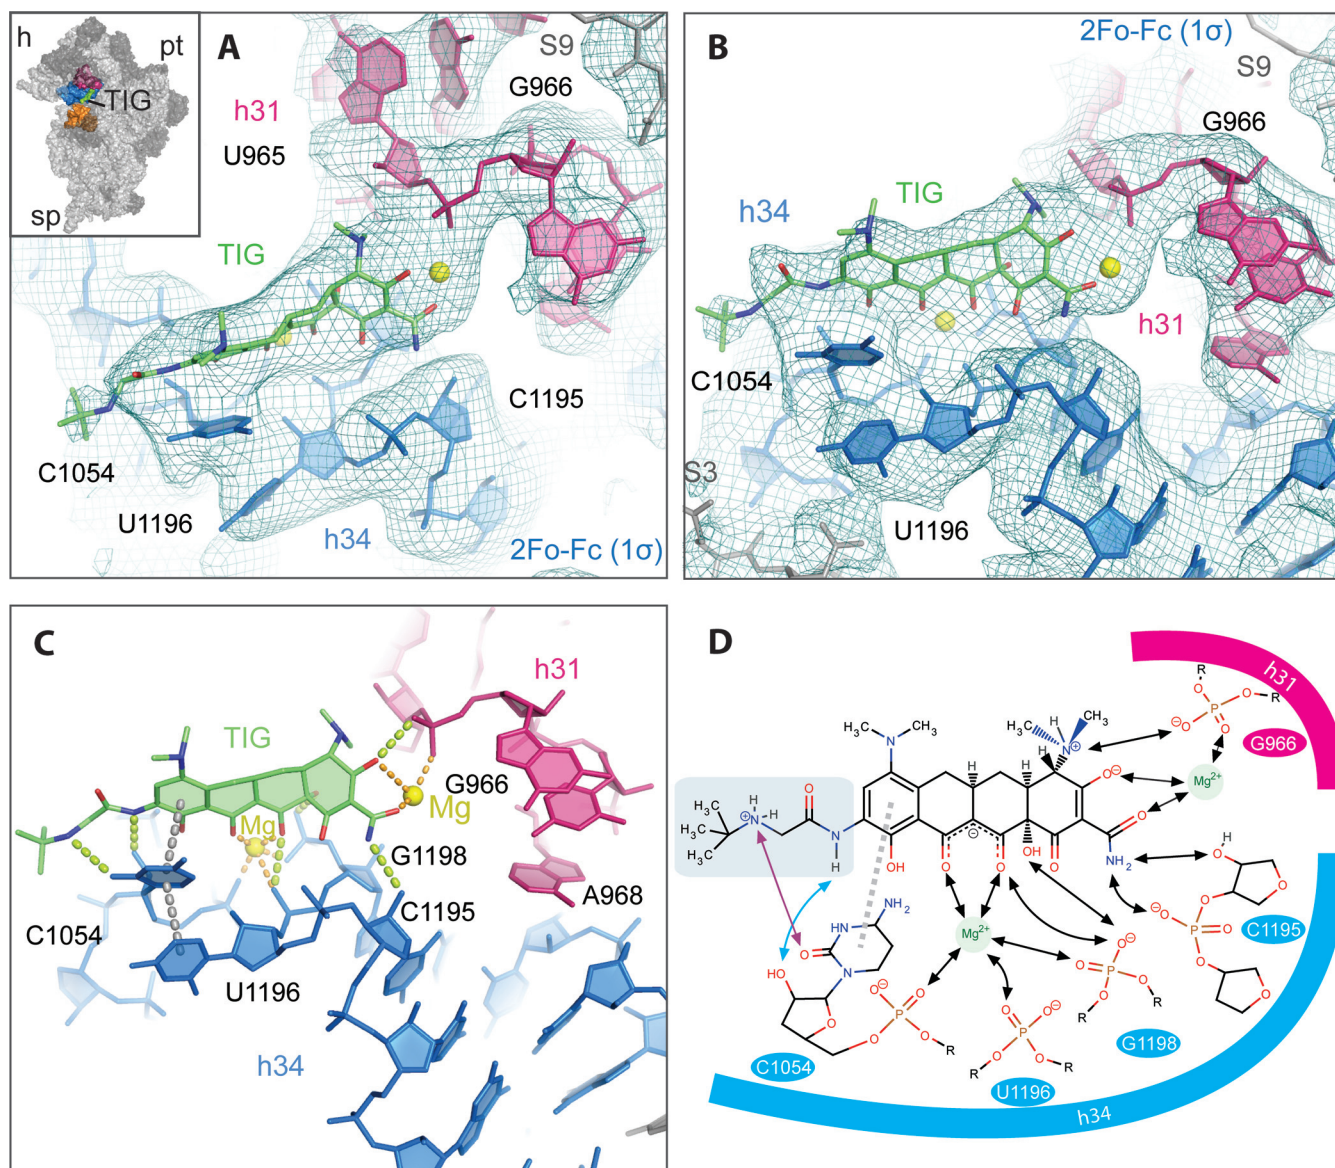 h
pt
TIG
sp
A
S9
G966
h31
U965
TIG
C1195
C1054
U1196
h34
2Fo-Fc (1σ)
B
2Fo-Fc (1σ)
S9
G966
TIG
h34
h31
C1054
S3
U1196
C
h31
TIG
G966
Mg
Mg
G1198
A968
C1195
C1054
U1196
h34
D
h31
R
R
O
P
O
⊖O
O
G966
Mg2+
H3C
CH3
N
H3C
CH3
N⊕
H
H
H
H
O⊖
O
NH2
O
OH
O
⊖
O
OH
H
H
N⊕
H3C
H3C
CH3
O
N
H
NH2
HN
N
O
HO
O
O
P
O⊖
O
O
R
C1054
Mg2+
O
P
O⊖
O
O
R
R
U1196
O⊖
O
P
O
O
R
R
G1198
H
O
O
O
⊖O
P
O
O
O
C1195
h34